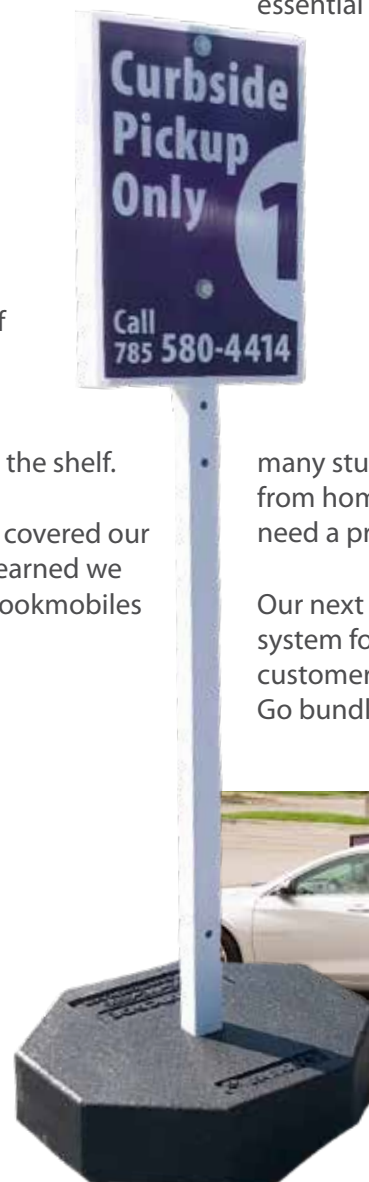 essential
Curbside
Pickup
Only
1
Call
785 580-4414
f
the shelf.
covered our
earned we
ookmobiles
many stu
from hom
need a pr
Our next
system fo
customer
Go bundl